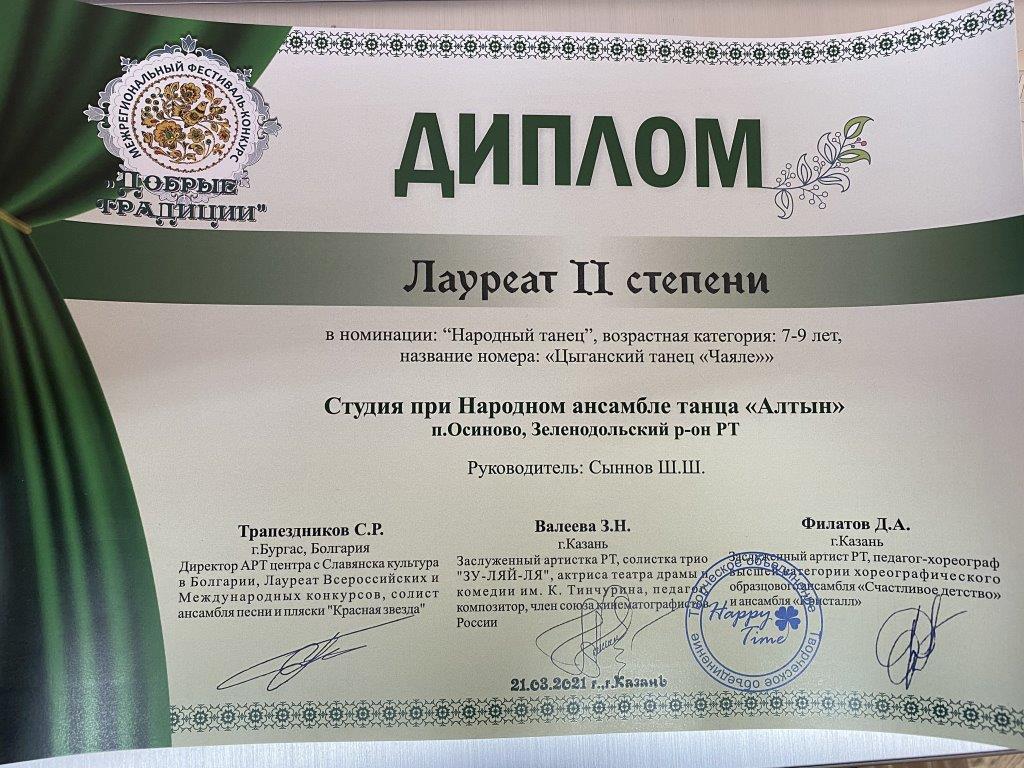 МЕЖРЕГИОНАЛЬНЫЙ ФЕСТИВАЛЬ-КОНКУРС
"ДОБРЫЕ
ТРАДИЦИИ"
ДИПЛОМ
Лауреат II степени
в номинации: “Народный танец”, возрастная категория: 7-9 лет,
название номера: «Цыганский танец «Чаяле»»
Студия при Народном ансамбле танца «Алтын»
п.Осиново, Зеленодольский р-он РТ
Руководитель: Сыннов Ш.Ш.
Трапездников С.Р.
г.Бургас, Болгария
Директор АРТ центра с Славянска культура
в Болгарии, Лауреат Всероссийских и
Международных конкурсов, солист
ансамбля песни и пляски "Красная звезда"
Валеева З.Н.
г.Казань
Заслуженный артистка РТ, солистка трио
"ЗУ-ЛЯЙ-ЛЯ", актриса театра драмы и
комедии им. К. Тинчурина, педагог
композитор, член союза кинематографистов
России
Филатов Д.А.
г.Казань
Заслуженный артист РТ, педагог-хореограф
высшей категории хореографического
образцового ансамбля «Счастливое детство»
и ансамбля «Кристалл»
Творческое объединение
Happy
Time
Творческое объединение
21.03.2021 г.,г.Казань